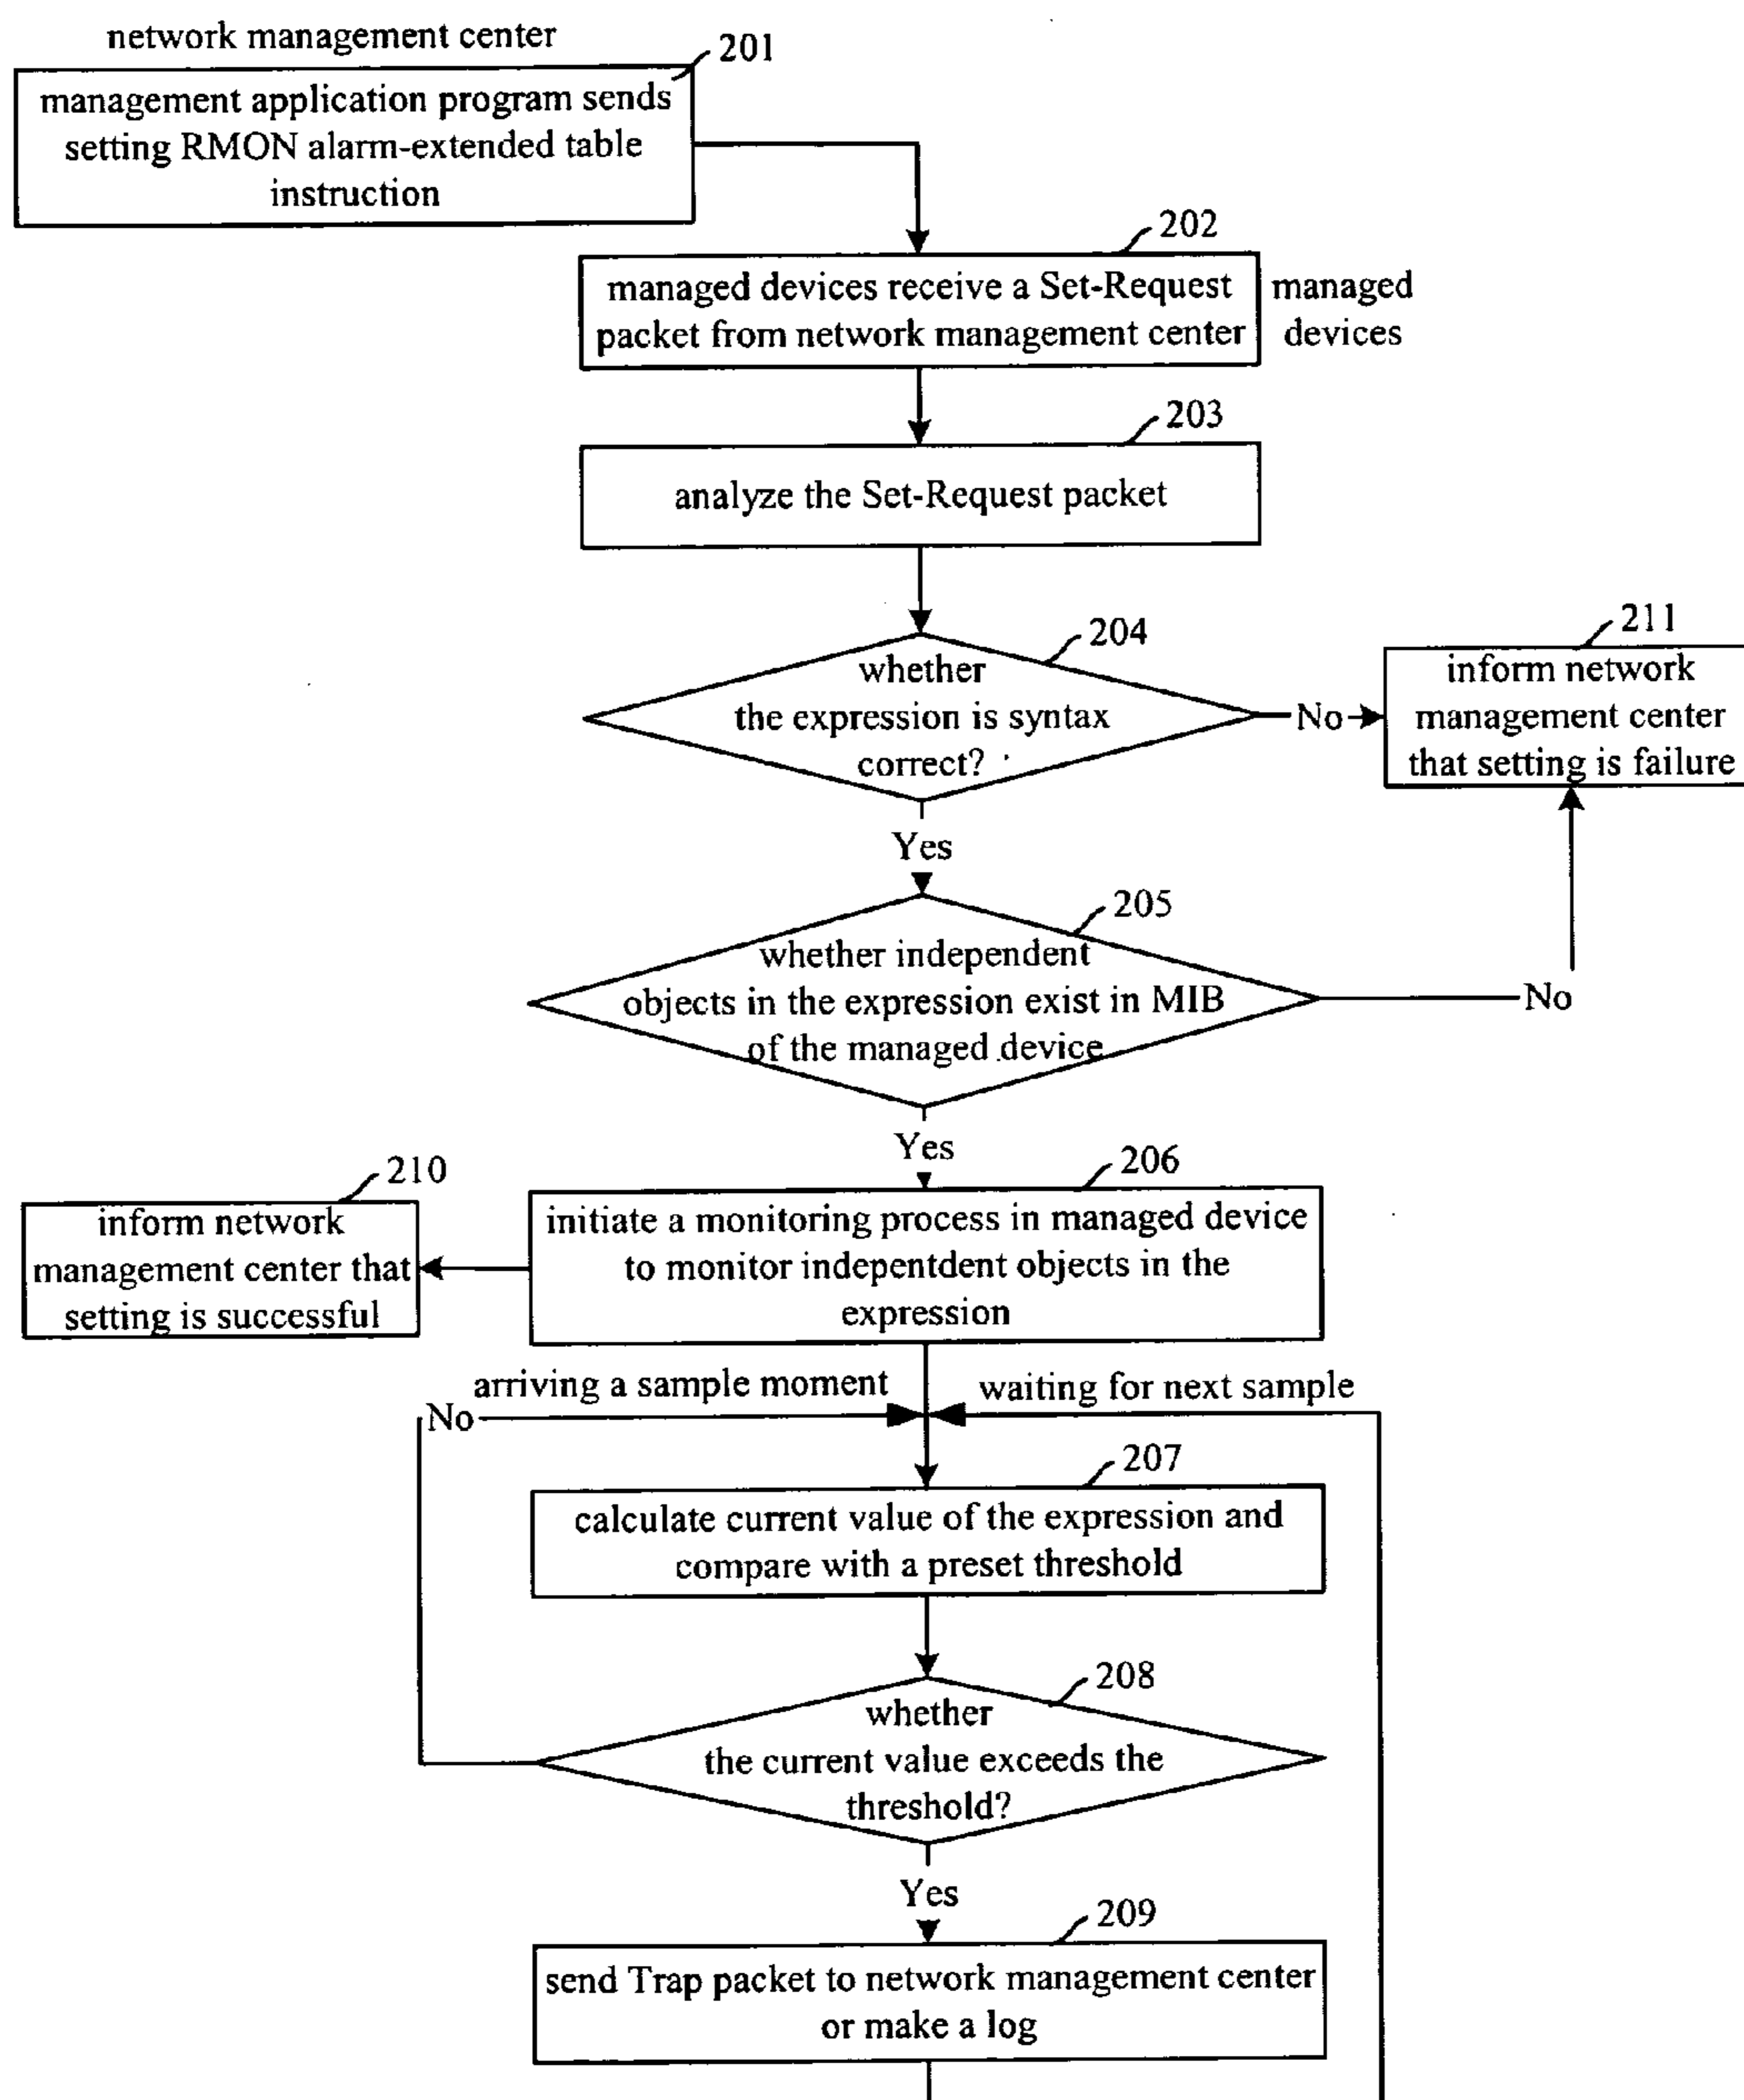 network management center
201
management application program sends
setting RMON alarm-extended table
instruction
202
managed devices receive a Set-Request
packet from network management center
managed
devices
203
analyze the Set-Request packet
204
whether
the expression is syntax
correct?
No
211
inform network
management center
that setting is failure
Yes
205
whether independent
objects in the expression exist in MIB
of the managed device
No
Yes
210
inform network
management center that
setting is successful
206
initiate a monitoring process in managed device
to monitor indepentdent objects in the
expression
arriving a sample moment
waiting for next sample
No
207
calculate current value of the expression and
compare with a preset threshold
208
whether
the current value exceeds the
threshold?
Yes
209
send Trap packet to network management center
or make a log